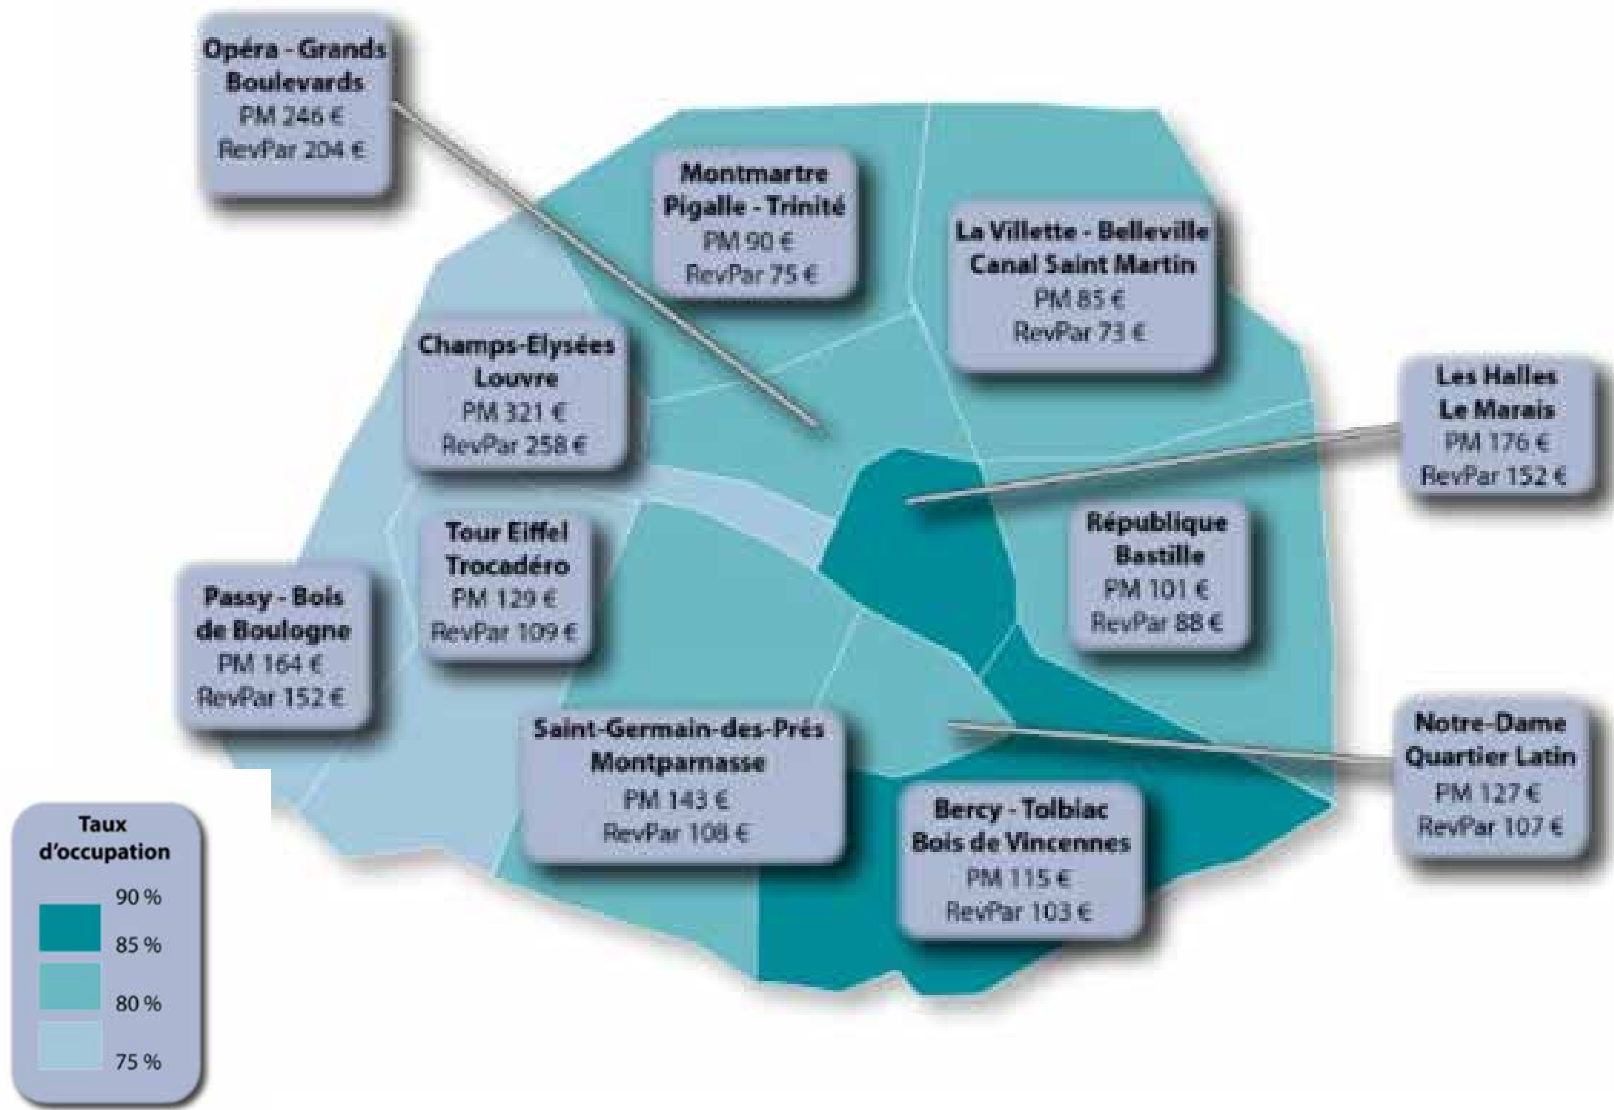 Opéra - Grands
Boulevards
PM 246 €
RevPar 204 €
Montmartre
Pigalle - Trinité
PM 90 €
RevPar 75 €
La Villette - Belleville
Canal Saint Martin
PM 85 €
RevPar 73 €
Champs-Elysées
Louvre
PM 321 €
RevPar 258 €
Les Halles
Le Marais
PM 176 €
RevPar 152 €
Tour Eiffel
Trocadéro
PM 129 €
RevPar 109 €
République
Bastille
PM 101 €
RevPar 88 €
Passy - Bois
de Boulogne
PM 164 €
RevPar 152 €
Saint-Germain-des-Prés
Montparnasse
PM 143 €
RevPar 108 €
Notre-Dame
Quartier Latin
PM 127 €
RevPar 107 €
Bercy - Tolbiac
Bois de Vincennes
PM 115 €
RevPar 103 €
Taux
d'occupation
90 %
85 %
80 %
75 %